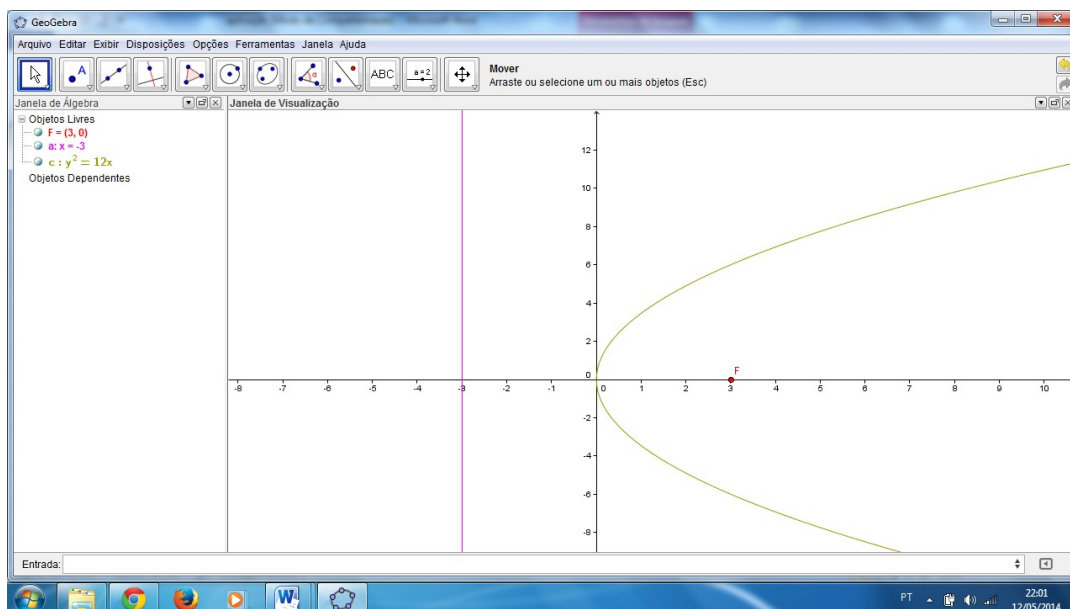 GeoGebra
Arquivo Editar Exibir Disposições Opções Ferramentas Janela Ajuda
A
α
ABC
a=2
Mover
Arraste ou selecione um ou mais objetos (Esc)
Janela de Álgebra
Janela de Visualização
Objetos Livres
F = (3, 0)
a: x = -3
c : y² = 12x
Objetos Dependentes
12
10
8
6
4
2
0
-2
-4
-6
-8
-8 -7 -6 -5 -4 -3 -2 -1 0 1 2 3 4 5 6 7 8 9 10
F
Entrada:
W
PT
22:01
12/05/2014